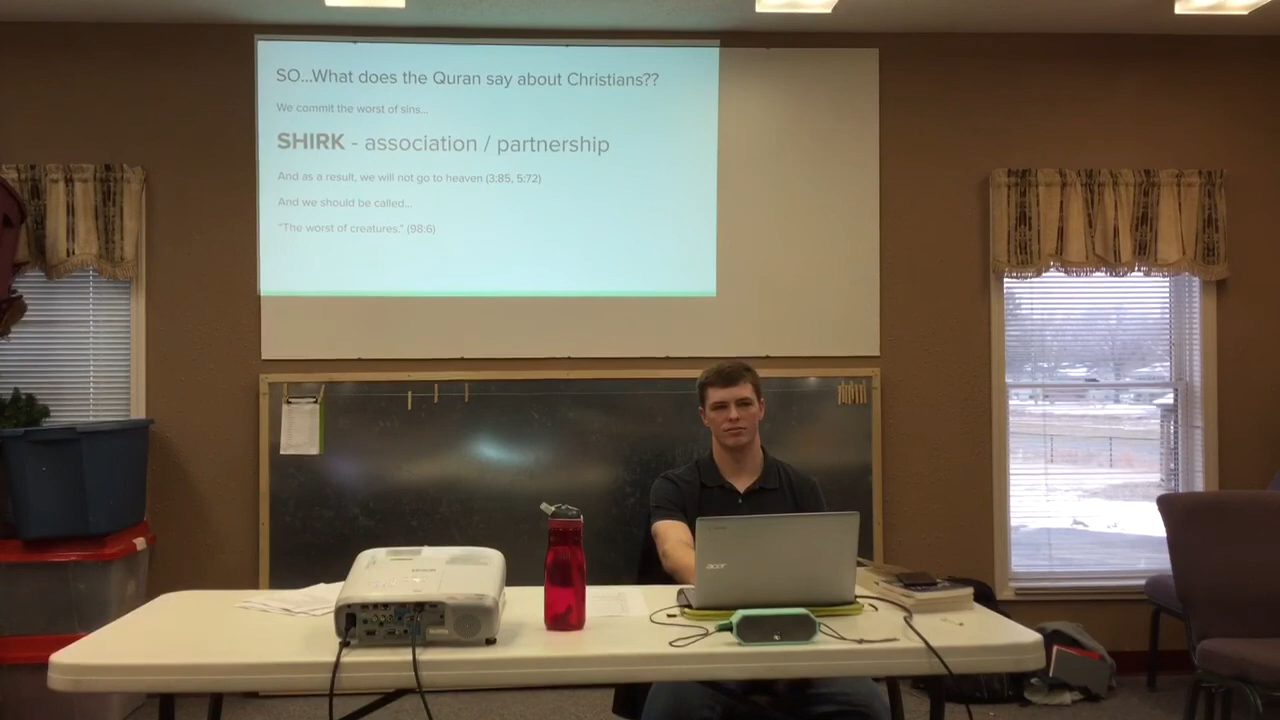 SO...What does the Quran say about Christians??
We commit the worst of sins...
SHIRK - association / partnership
And as a result, we will not go to heaven (3:85, 5:72)
And we should be called...
"The worst of creatures." (98:6)
acer